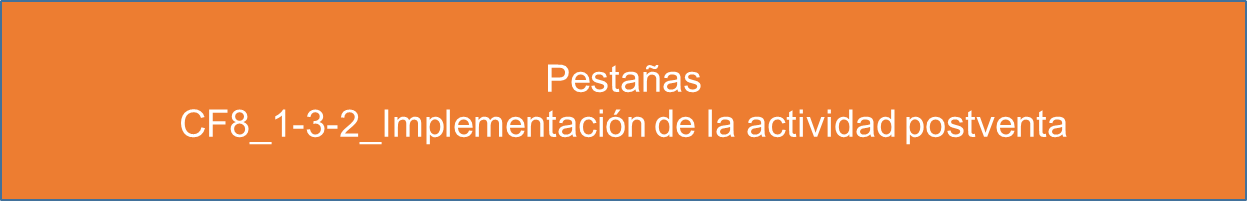 Pestañas
CF8_1-3-2_Implementación de la actividad postventa